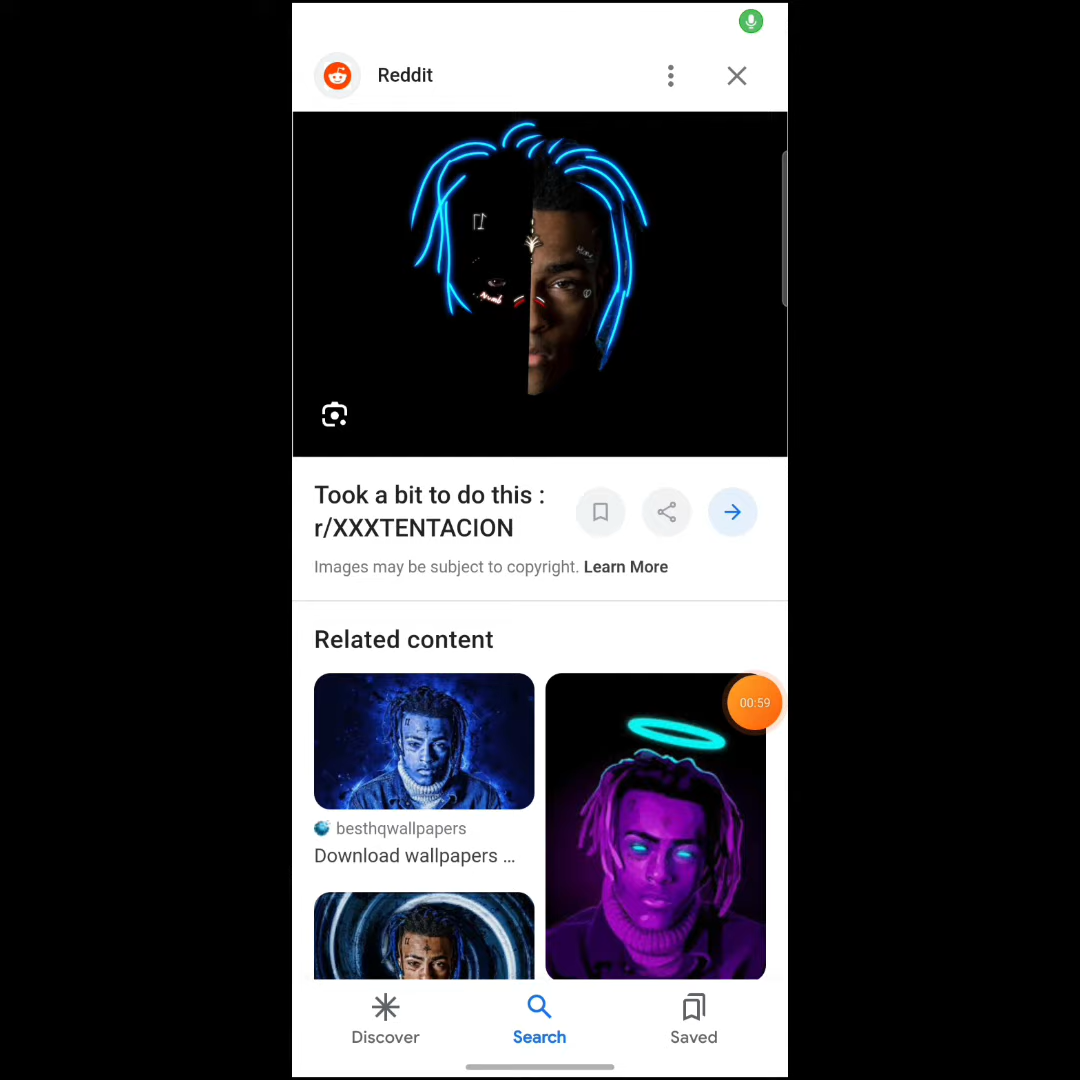 Reddit
Took a bit to do this :
r/XXXTENTACION
Images may be subject to copyright. Learn More
Related content
00:59
besthqwallpapers
Download wallpapers ...
Discover
Search
Saved